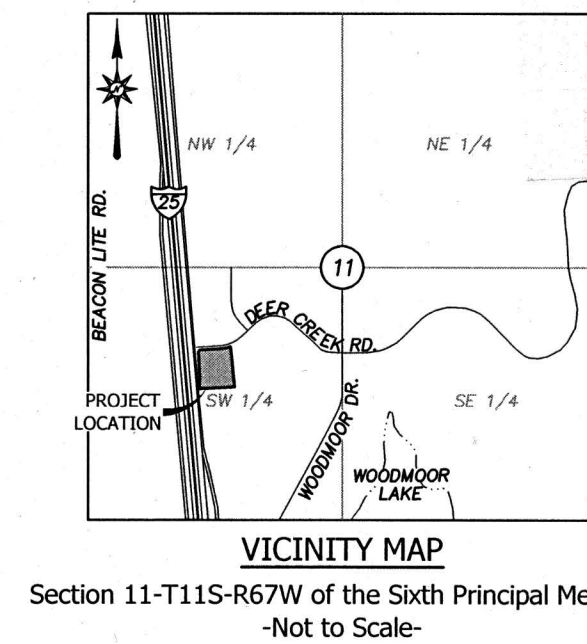 N
NW 1/4
NE 1/4
25
BEACON LITE RD.
11
DEER CREEK RD.
PROJECT
LOCATION
SW 1/4
SE 1/4
WOODMOOR DR.
WOODMOOR
LAKE
VICINITY MAP
Section 11-T11S-R67W of the Sixth Principal Me
-Not to Scale-